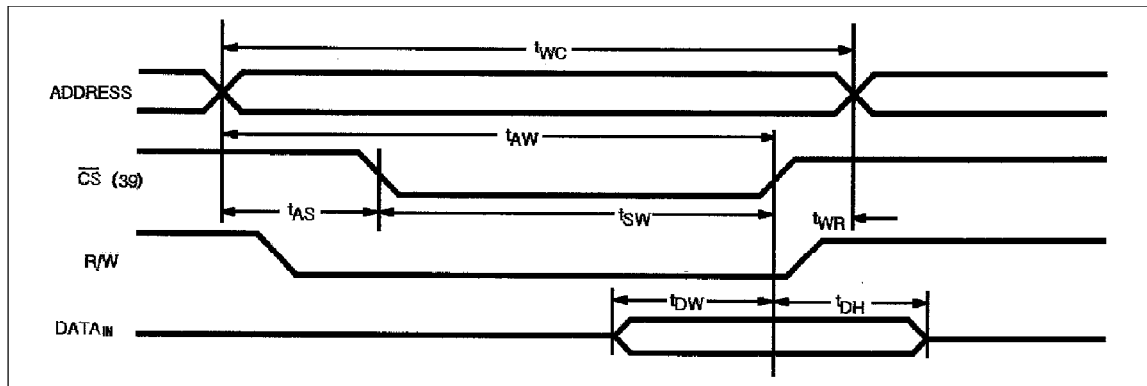 tWC
ADDRESS
tAW
CS (39)
tAS
tSW
tWR
R/W
tDW
tDH
DATAIN